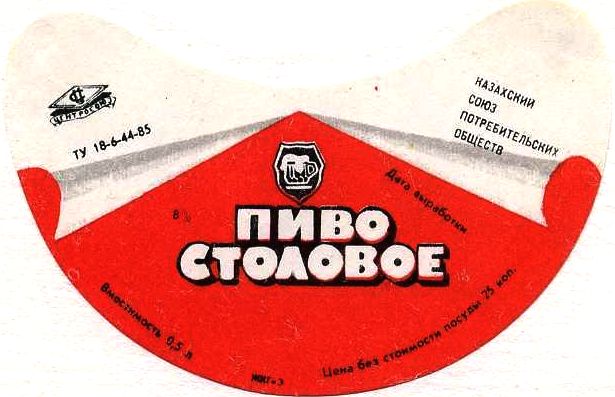 ЦЕНТРОСОЮЗ
ТУ 18-6-44-85
КАЗАХСКИЙ
СОЮЗ
ПОТРЕБИТЕЛЬСКИХ
ОБЩЕСТВ
Дата выработки
8%
ПИВО
СТОЛОВОЕ
Вместимость 0,5 л
Цена без стоимости посуды 25 коп.